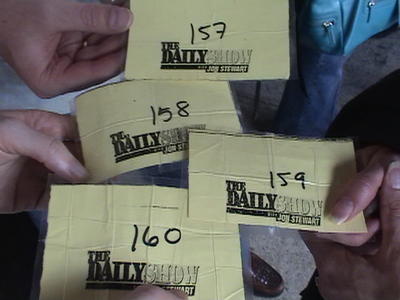 157
THE
DAILY SHOW
WITH JON STEWART
158
THE
DAILY SHOW
WITH JON STEWART
159
THE
DAILY SHOW
WITH JON STEWART
160
THE
DAILY SHOW
STEWART